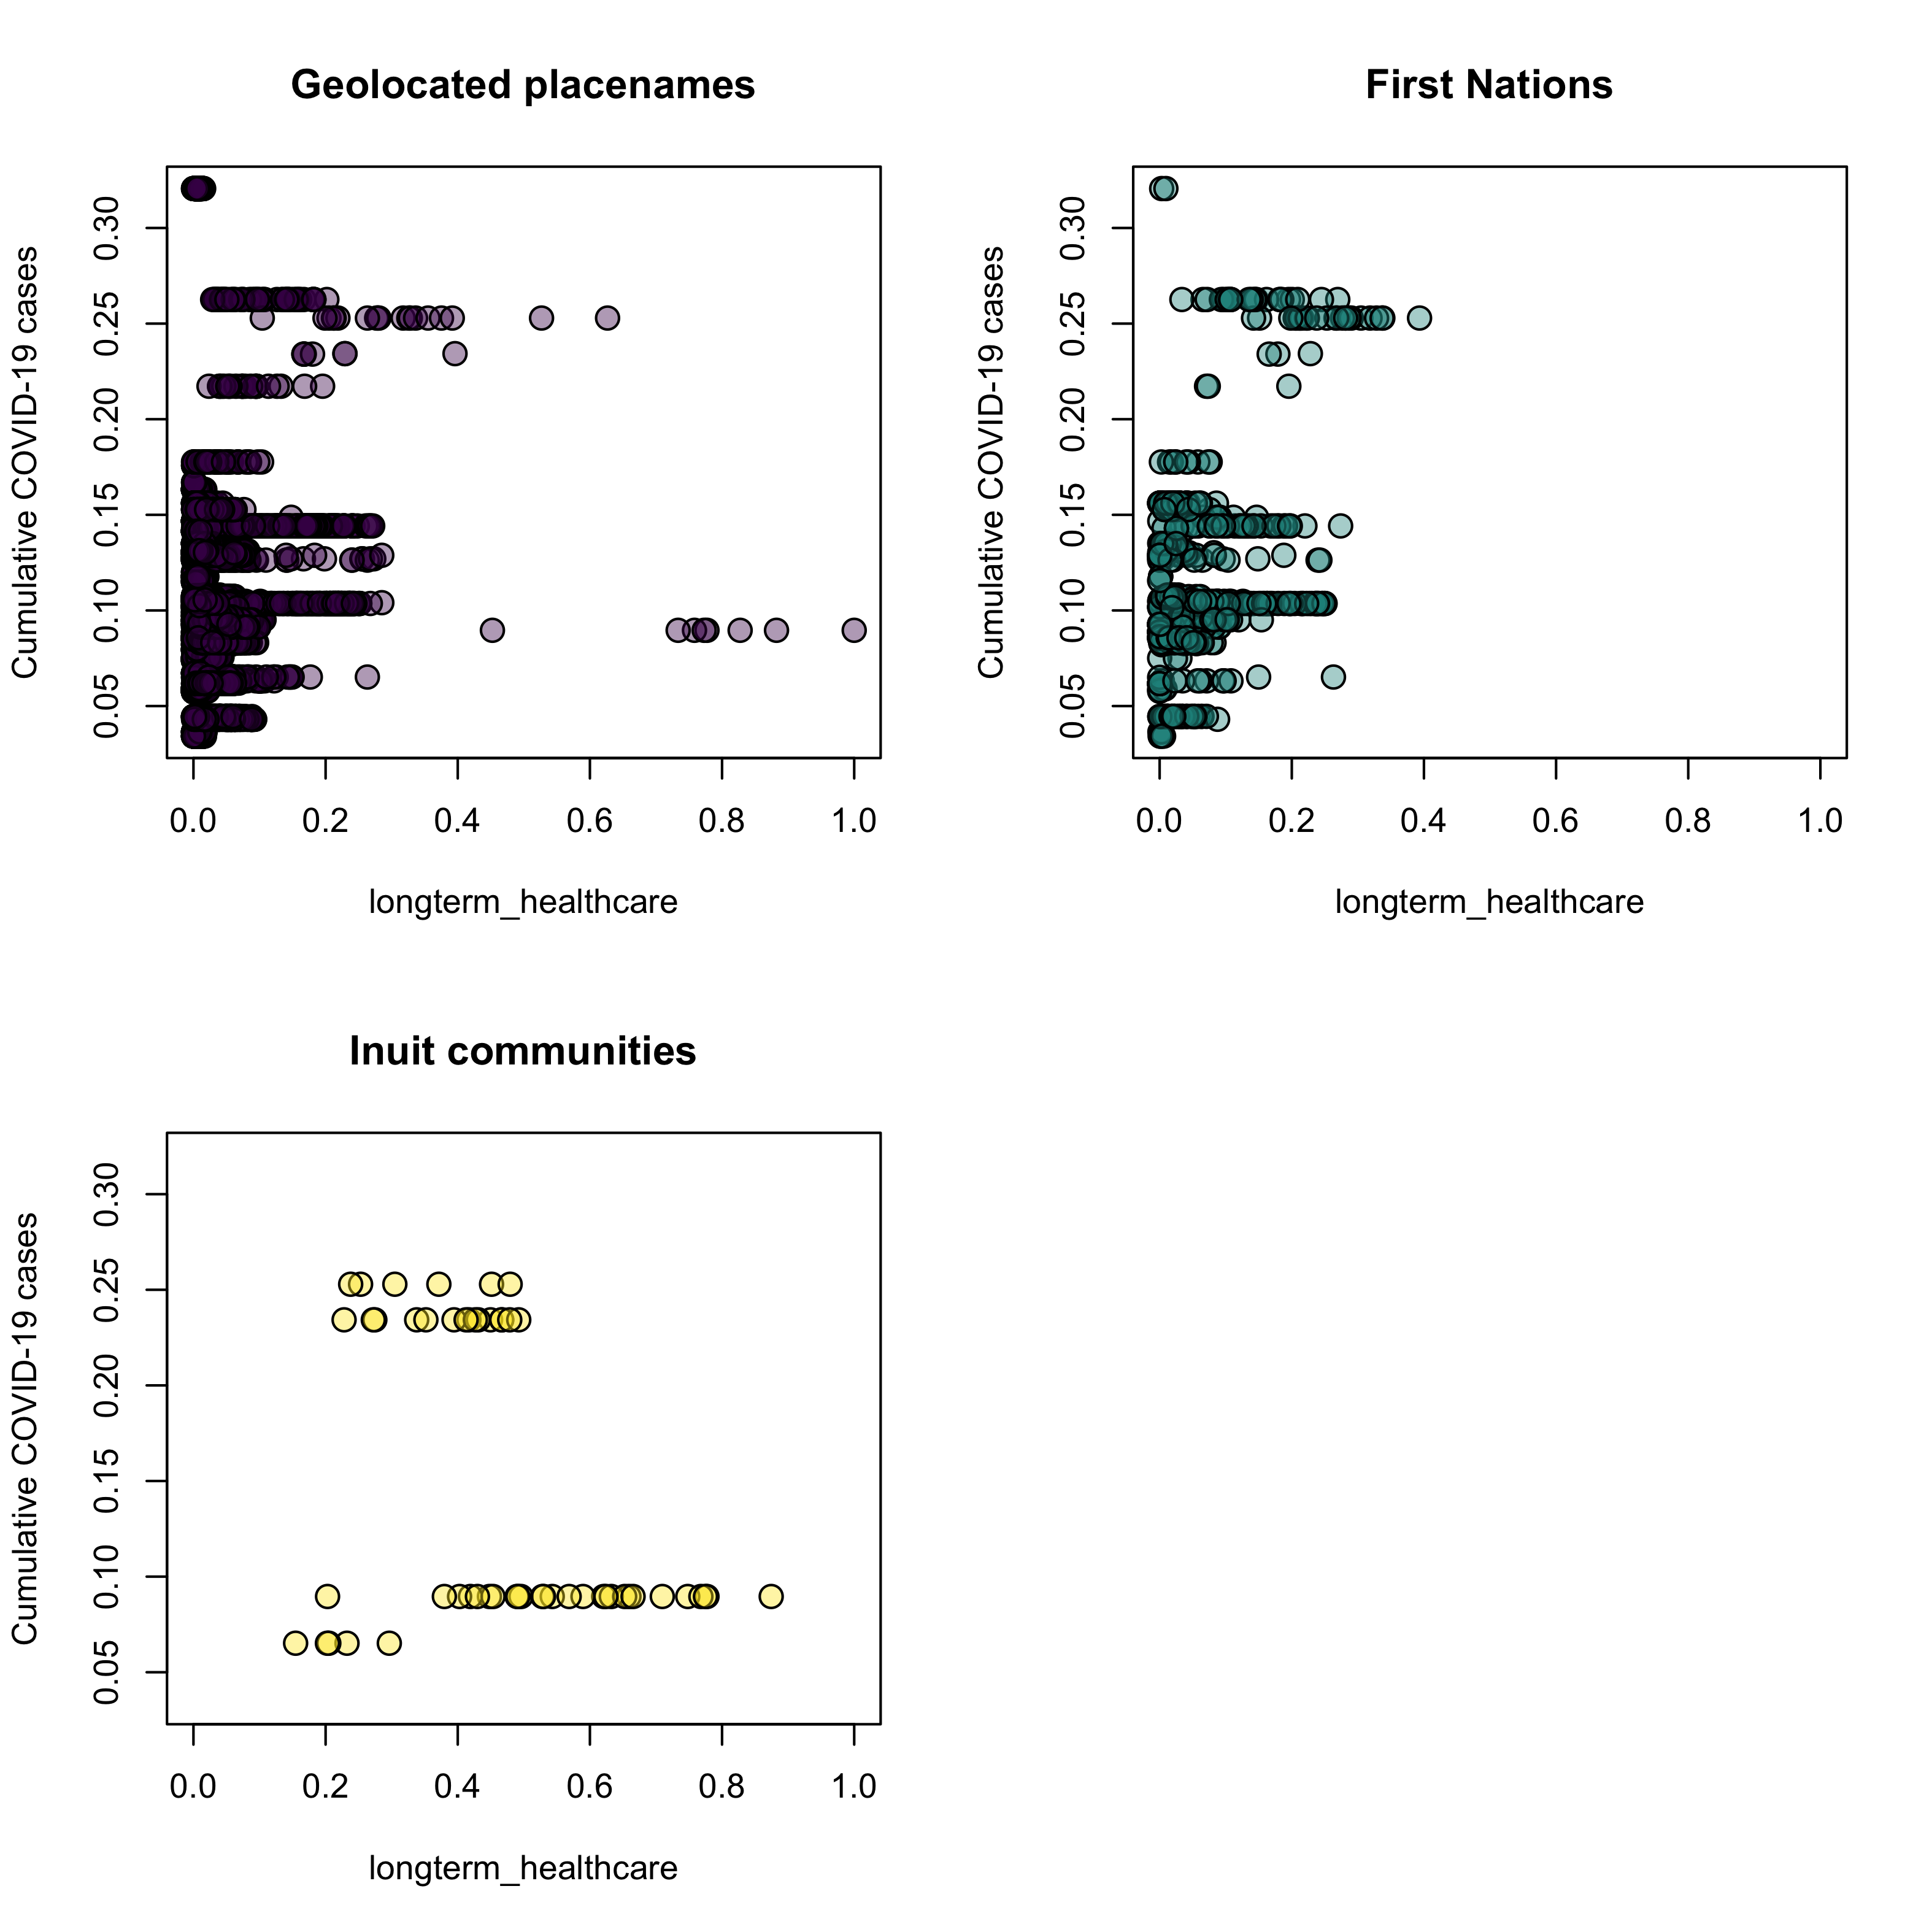 Geolocated placenames
Cumulative COVID-19 cases
0.30
0.25
0.20
0.15
0.10
0.05
0.0 0.2 0.4 0.6 0.8 1.0
longterm_healthcare
First Nations
Cumulative COVID-19 cases
0.30
0.25
0.20
0.15
0.10
0.05
0.0 0.2 0.4 0.6 0.8 1.0
longterm_healthcare
Inuit communities
Cumulative COVID-19 cases
0.30
0.25
0.20
0.15
0.10
0.05
0.0 0.2 0.4 0.6 0.8 1.0
longterm_healthcare